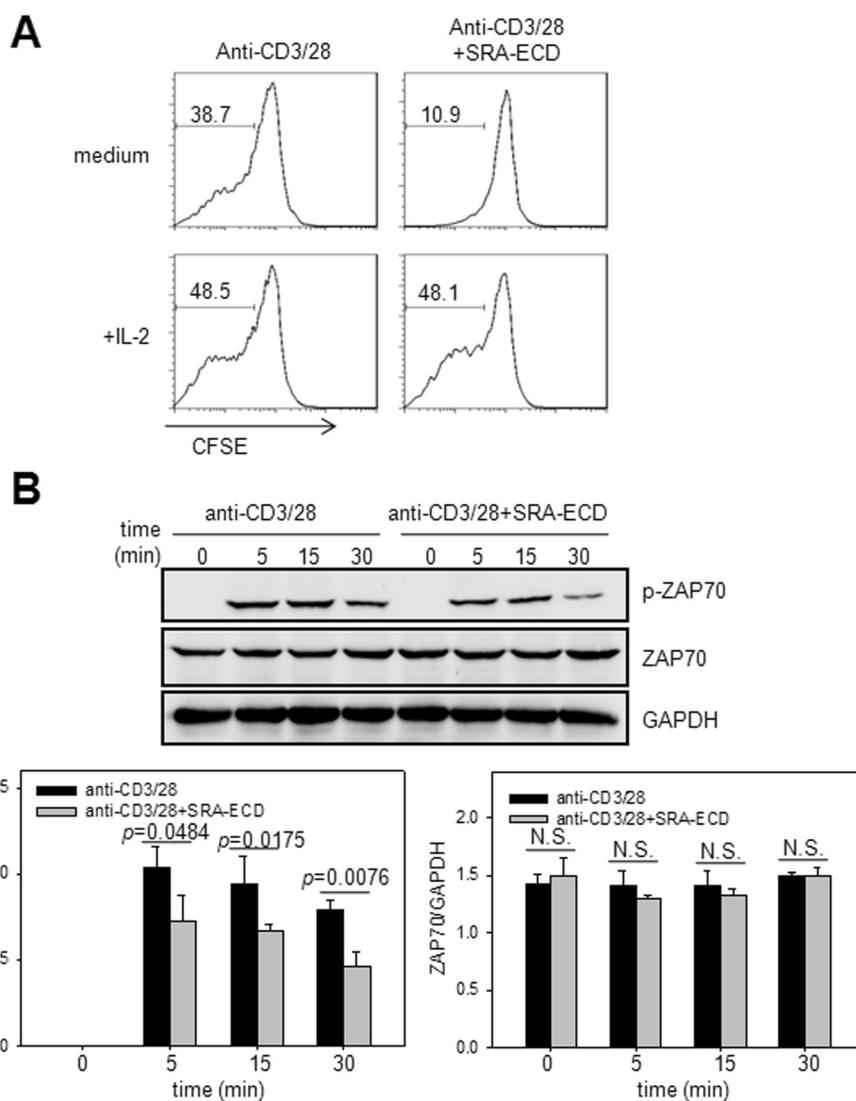 A
Anti-CD3/28
Anti-CD3/28
+SRA-ECD
medium
38.7
10.9
+IL-2
48.5
48.1
CFSE
B
anti-CD3/28
anti-CD3/28+SRA-ECD
time
(min)
0 5 15 30 0 5 15 30
p-ZAP70
ZAP70
GAPDH
5
0
5
0
anti-CD3/28
anti-CD3/28+SRA-ECD
p=0.0484
p=0.0175
p=0.0076
0 5 15 30
time (min)
ZAP70/GAPDH
2.0
1.5
1.0
0.5
0.0
anti-CD3/28
anti-CD3/28+SRA-ECD
N.S. N.S. N.S. N.S.
0 5 15 30
time (min)